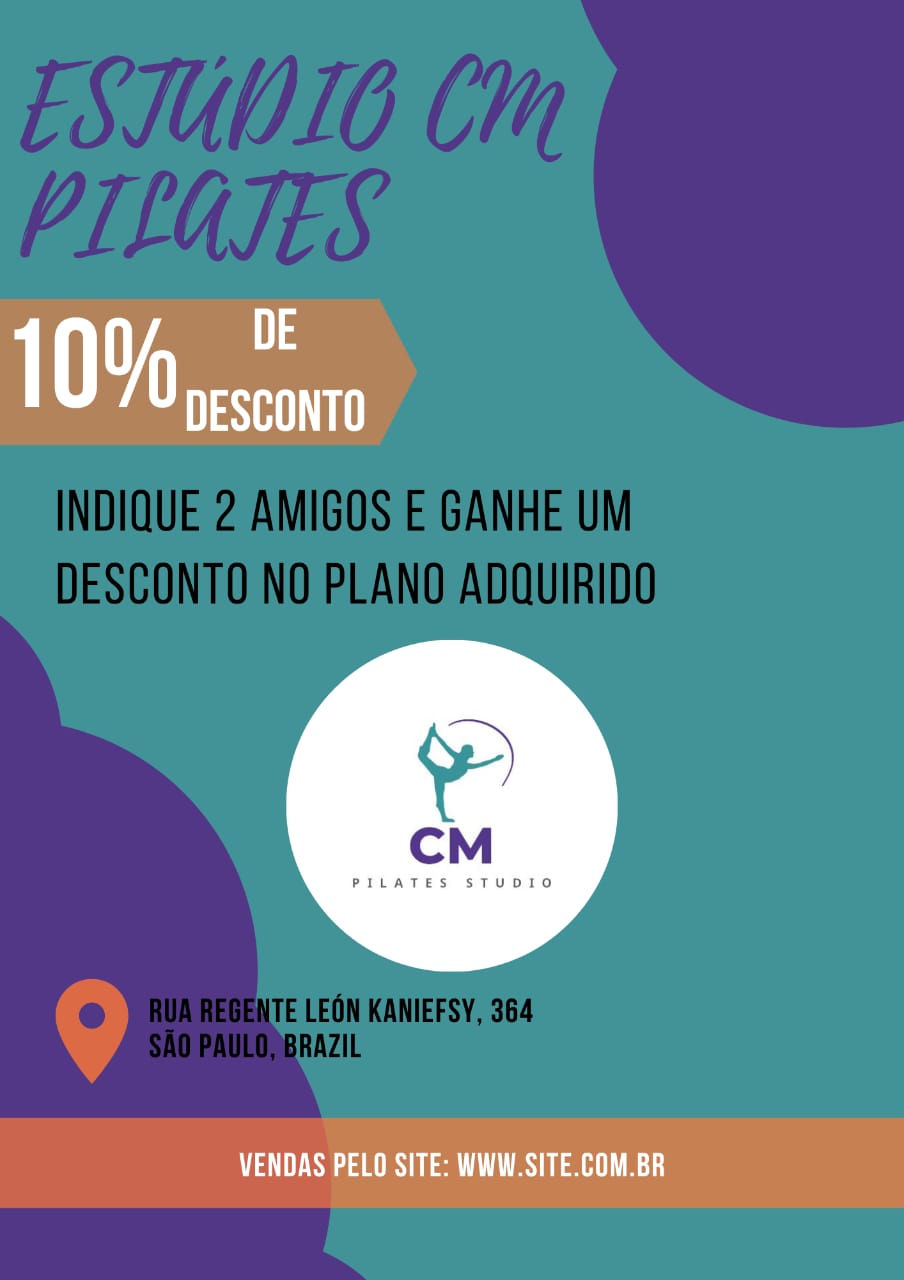 ESTÚDIO CM
PILATES
10% DE
DESCONTO
INDIQUE 2 AMIGOS E GANHE UM
DESCONTO NO PLANO ADQUIRIDO
CM
PILATES STUDIO
RUA REGENTE LEÓN KANIEFSY, 364
SÃO PAULO, BRAZIL
VENDAS PELO SITE: WWW.SITE.COM.BR